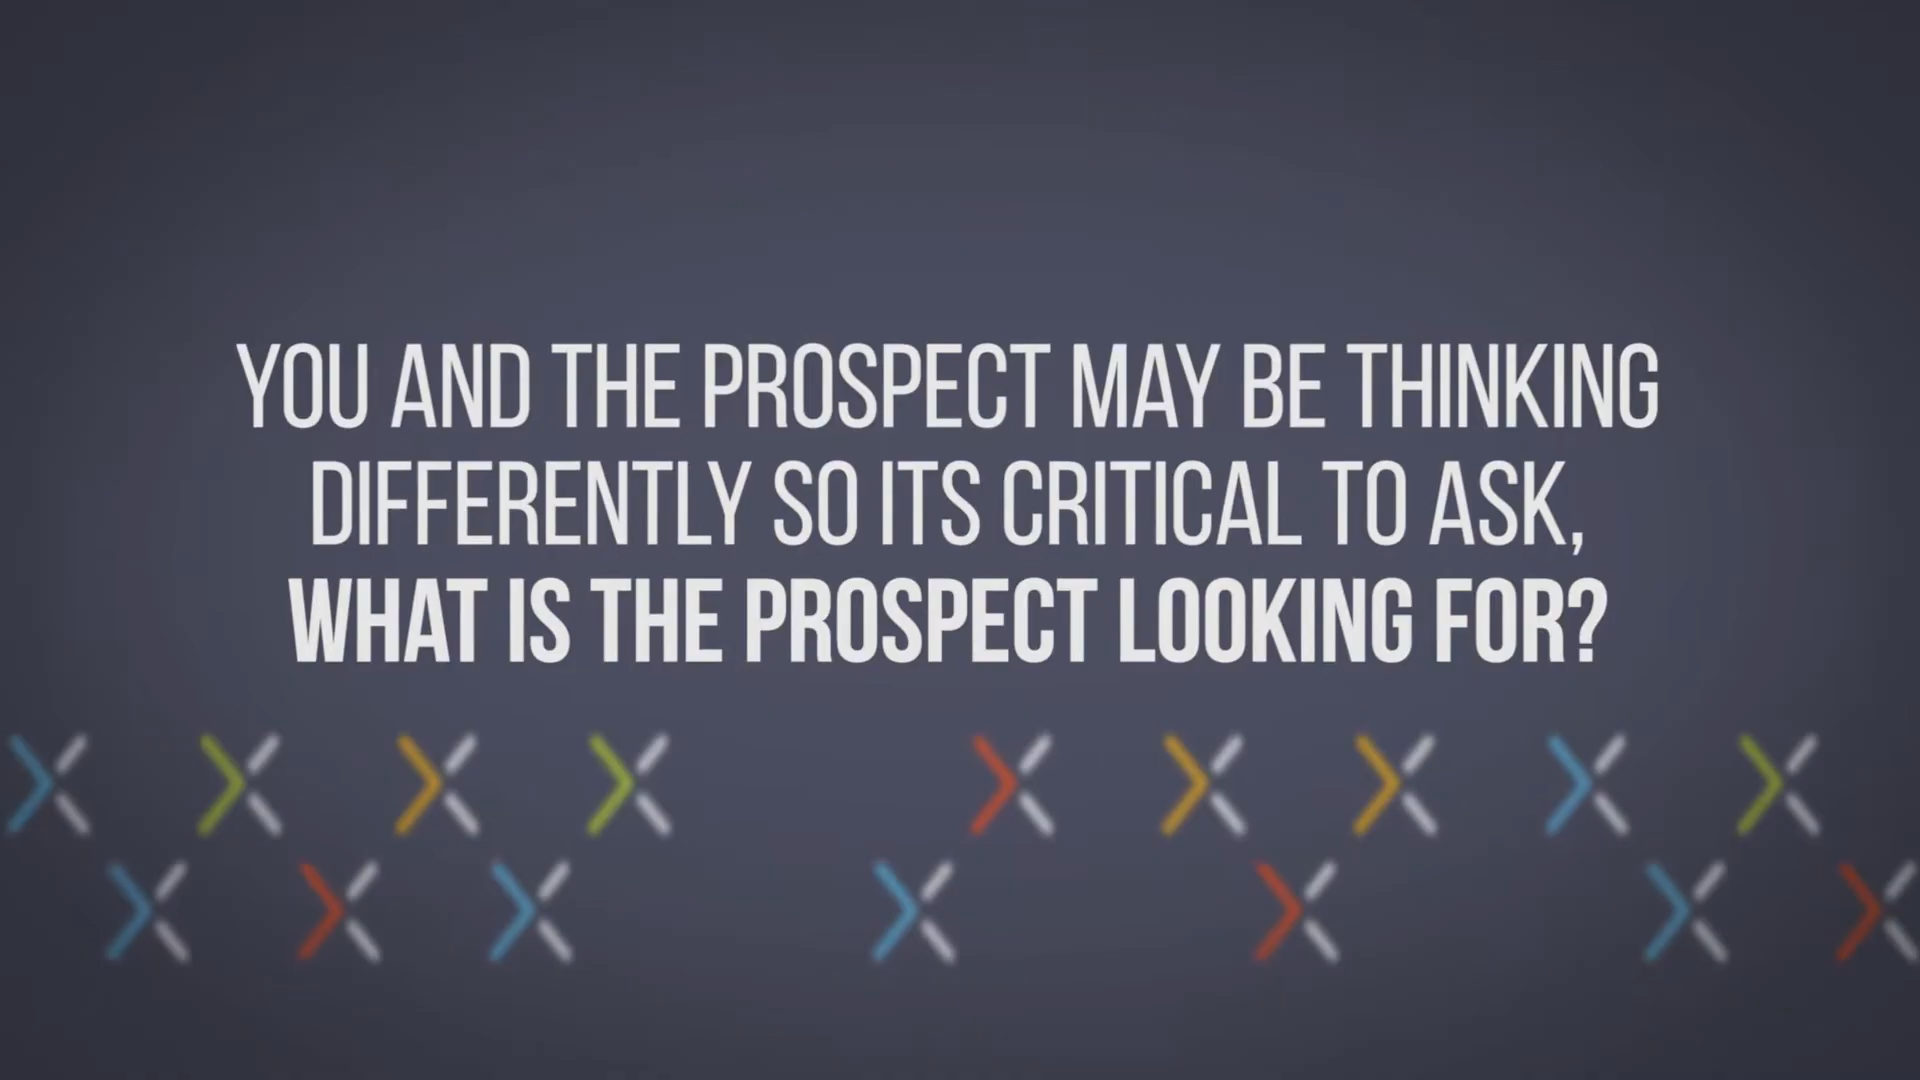 YOU AND THE PROSPECT MAY BE THINKING
DIFFERENTLY SO ITS CRITICAL TO ASK,
WHAT IS THE PROSPECT LOOKING FOR?